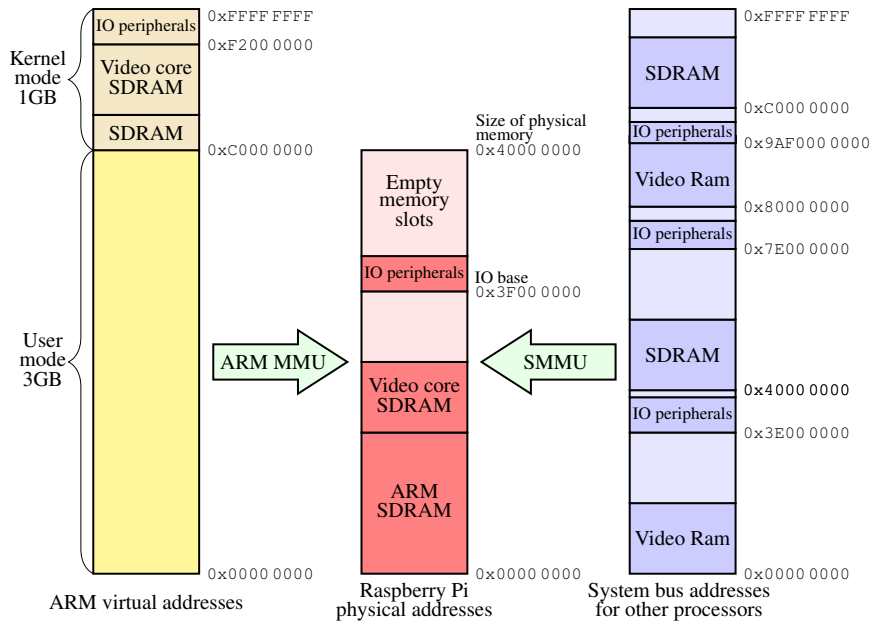 IO peripherals
0xFFFF FFFF
0xF200 0000
Kernel
mode
1GB
Video core
SDRAM
SDRAM
0xC000 0000
User
mode
3GB
0x0000 0000
ARM virtual addresses
ARM MMU
Size of physical
memory
0x4000 0000
Empty
memory
slots
IO peripherals
IO base
0x3F00 0000
Video core
SDRAM
ARM
SDRAM
0x0000 0000
Raspberry Pi
physical addresses
SMMU
0xFFFF FFFF
SDRAM
0xC000 0000
IO peripherals
0x9AF000 0000
Video Ram
0x8000 0000
IO peripherals
0x7E00 0000
SDRAM
0x4000 0000
IO peripherals
0x3E00 0000
Video Ram
0x0000 0000
System bus addresses
for other processors